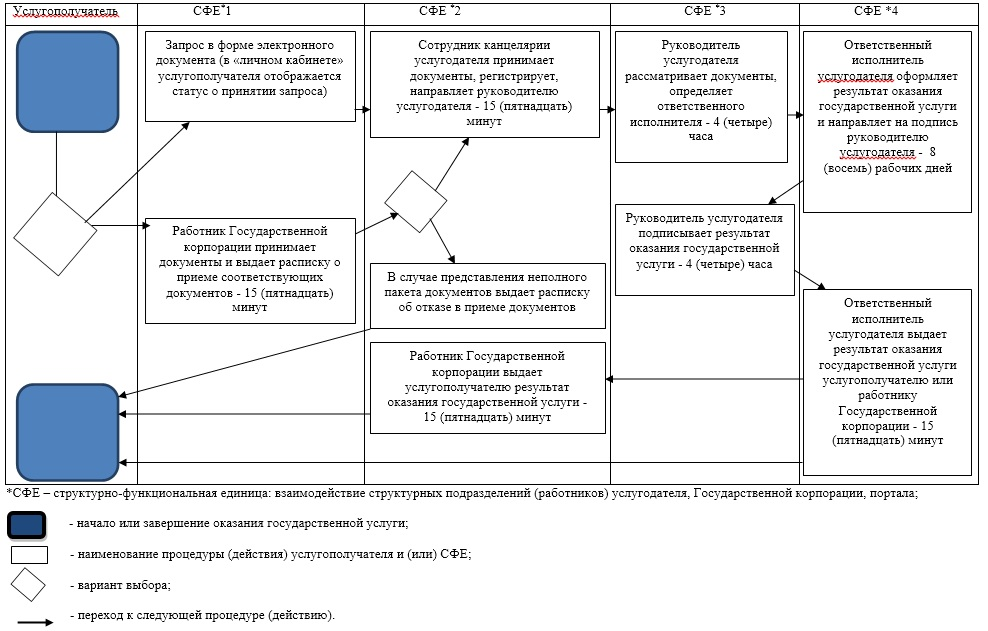 Услугополучатель
СФЕ*1
СФЕ *2
СФЕ *3
СФЕ *4
Запрос в форме электронного
документа (в «личном кабинете»
услугополучателя отображается
статус о принятии запроса)
Сотрудник канцелярии
услугодателя принимает
документы, регистрирует,
направляет руководителю
услугодателя - 15 (пятнадцать)
минут
Руководитель
услугодателя
рассматривает документы,
определяет
ответственного
исполнителя - 4 (четыре)
часа
Ответственный
исполнитель
услугодателя оформляет
результат оказания
государственной услуги
и направляет на подпись
руководителю
услугодателя - 8
(восемь) рабочих дней
Работник Государственной
корпорации принимает
документы и выдает расписку о
приеме соответствующих
документов - 15 (пятнадцать)
минут
В случае представления неполного
пакета документов выдает расписку
об отказе в приеме документов
Руководитель услугодателя
подписывает результат
оказания государственной
услуги - 4 (четыре) часа
Работник Государственной
корпорации выдает
услугополучателю результат
оказания государственной услуги -
15 (пятнадцать) минут
Ответственный
исполнитель
услугодателя выдает
результат оказания
государственной услуги
услугополучателю или
работнику
Государственной
корпорации - 15
(пятнадцать) минут
*СФЕ – структурно-функциональная единица: взаимодействие структурных подразделений (работников) услугодателя, Государственной корпорации, портала;
- начало или завершение оказания государственной услуги;
- наименование процедуры (действия) услугополучателя и (или) СФЕ;
- вариант выбора;
- переход к следующей процедуре (действию).